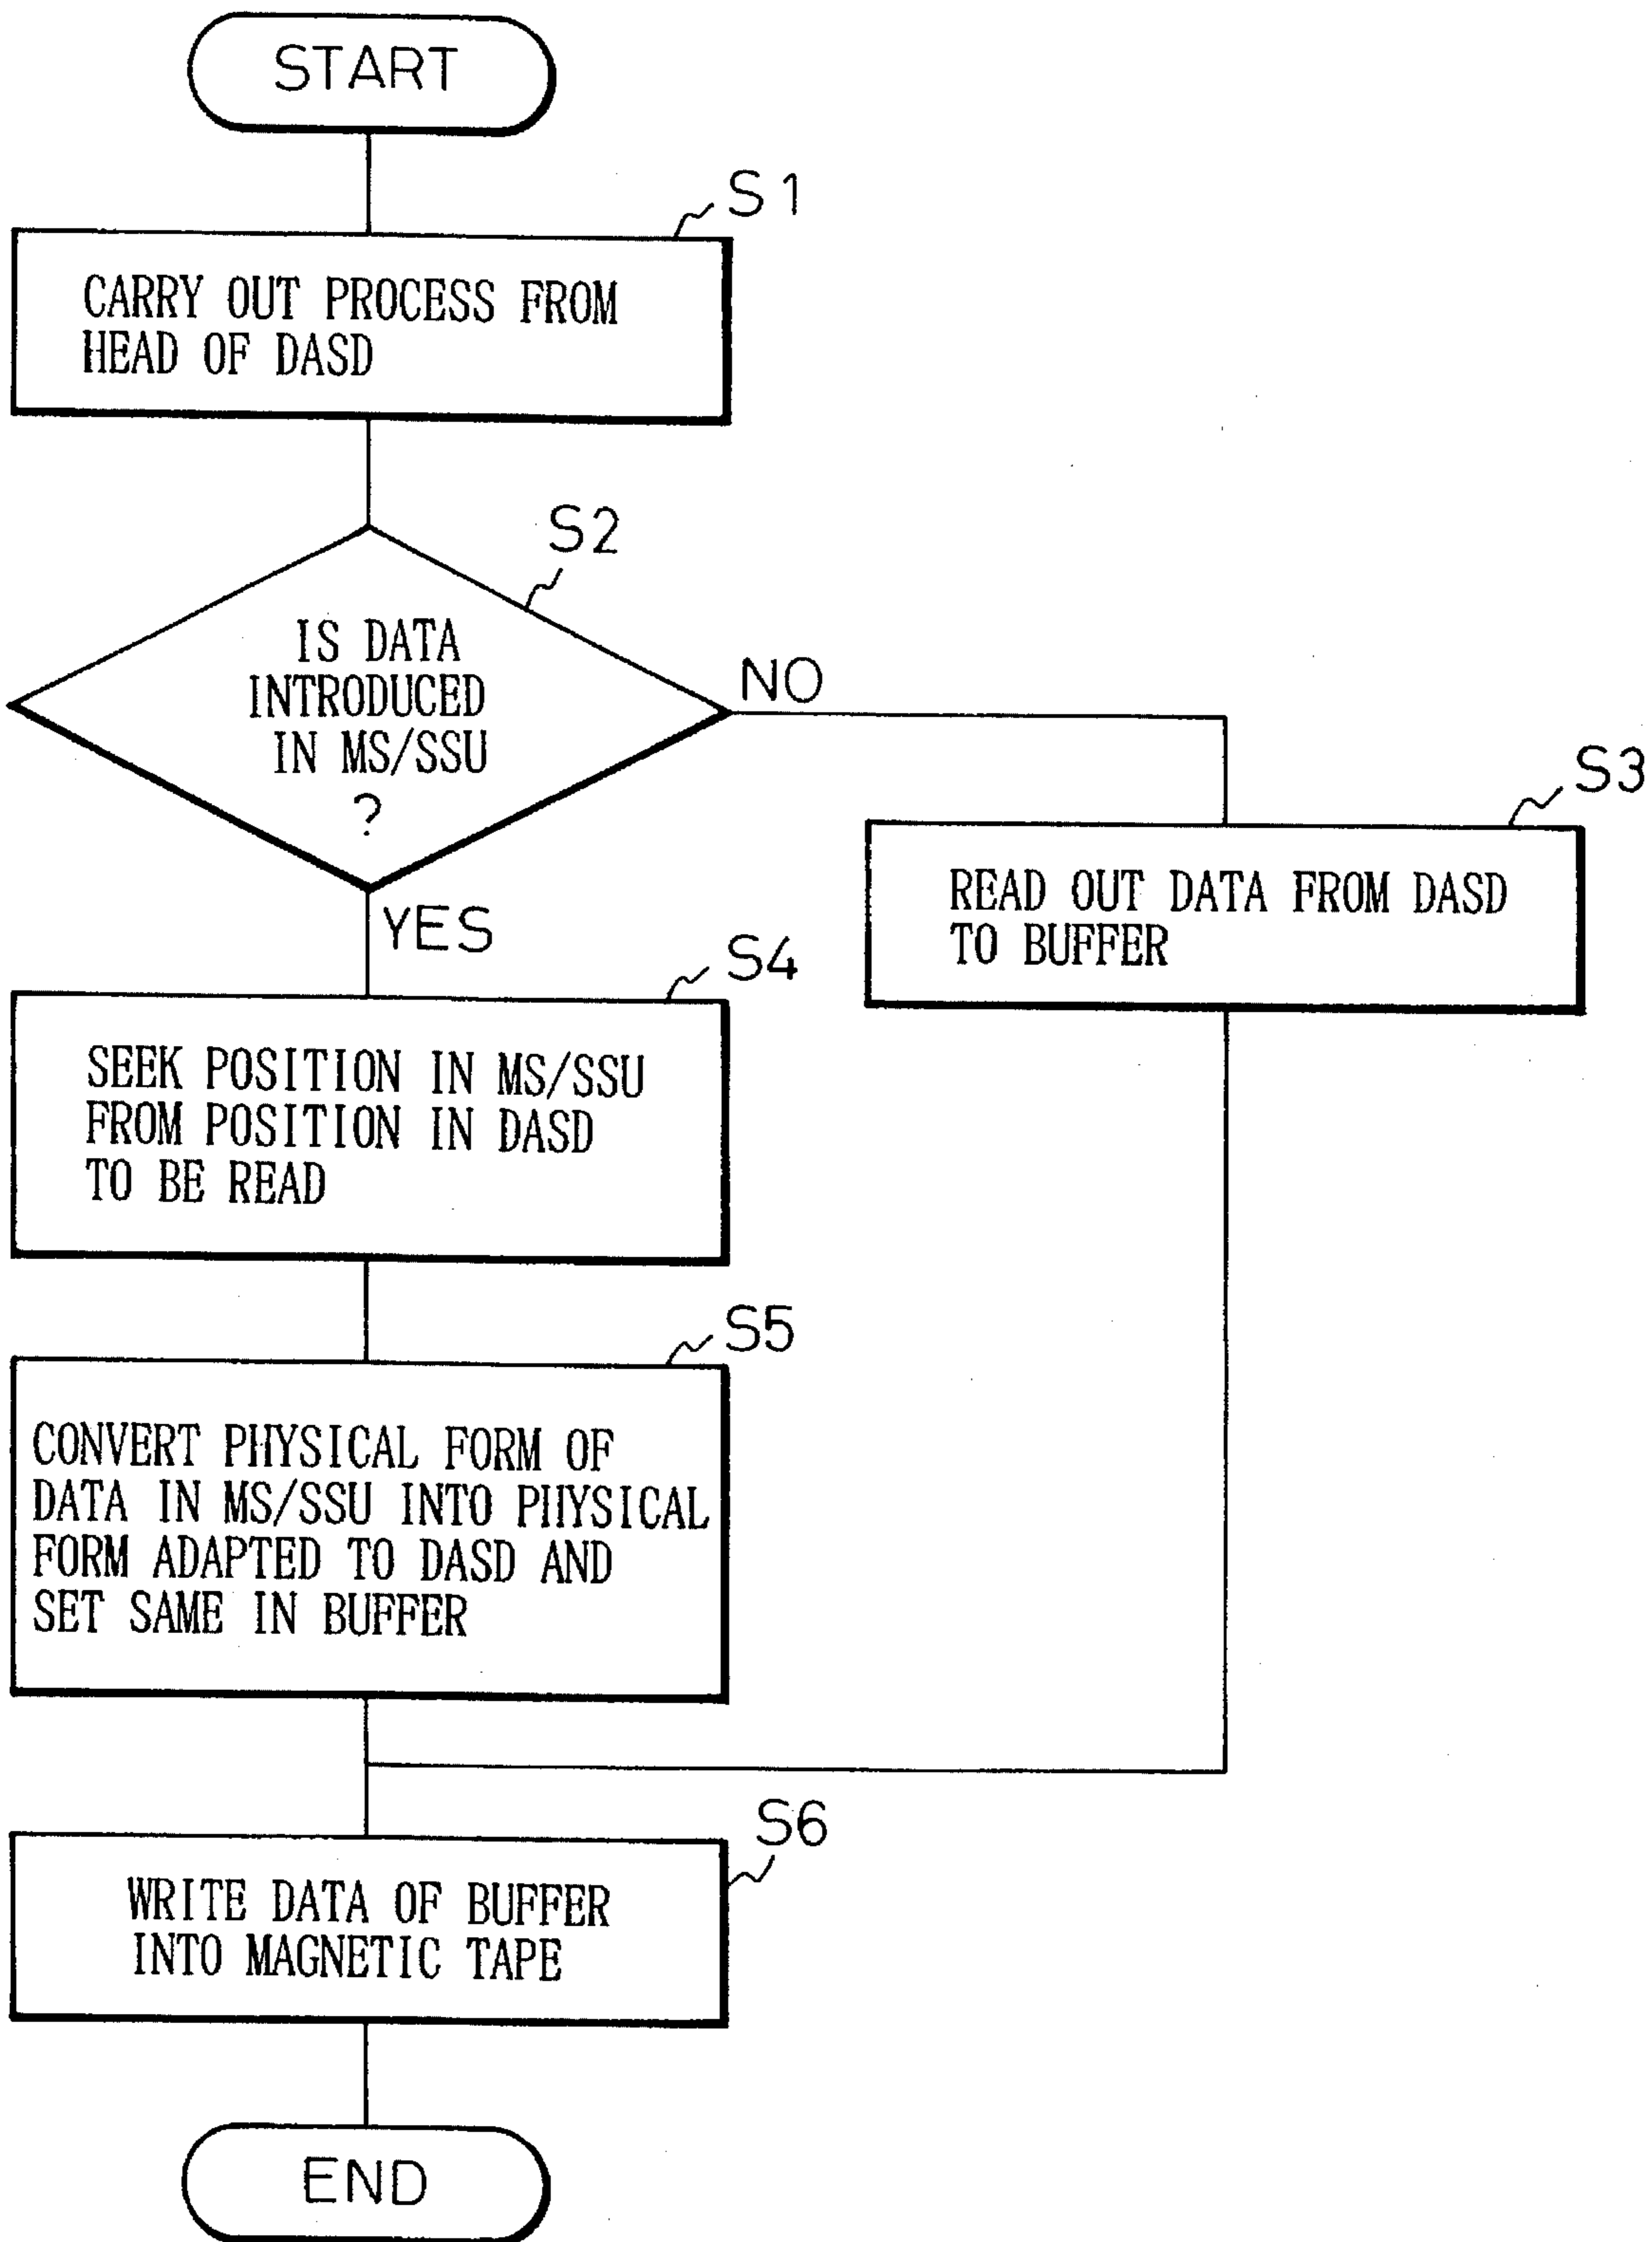 START
S1
CARRY OUT PROCESS FROM
HEAD OF DASD
S2
IS DATA
INTRODUCED
IN MS/SSU
?
NO
YES
S3
READ OUT DATA FROM DASD
TO BUFFER
S4
SEEK POSITION IN MS/SSU
FROM POSITION IN DASD
TO BE READ
S5
CONVERT PHYSICAL FORM OF
DATA IN MS/SSU INTO PHYSICAL
FORM ADAPTED TO DASD AND
SET SAME IN BUFFER
S6
WRITE DATA OF BUFFER
INTO MAGNETIC TAPE
END